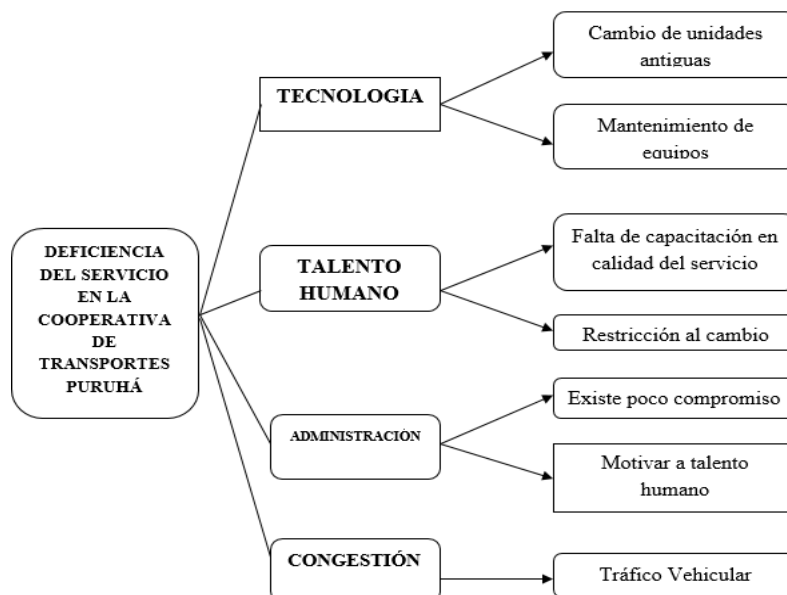 DEFICIENCIA
DEL SERVICIO
EN LA
COOPERATIVA
DE
TRANSPORTES
PURUHÁ
TECNOLOGIA
Cambio de unidades
antiguas
Mantenimiento de
equipos
TALENTO
HUMANO
Falta de capacitación en
calidad del servicio
Restricción al cambio
ADMINISTRACIÓN
Existe poco compromiso
Motivar a talento
humano
CONGESTIÓN
Tráfico Vehicular